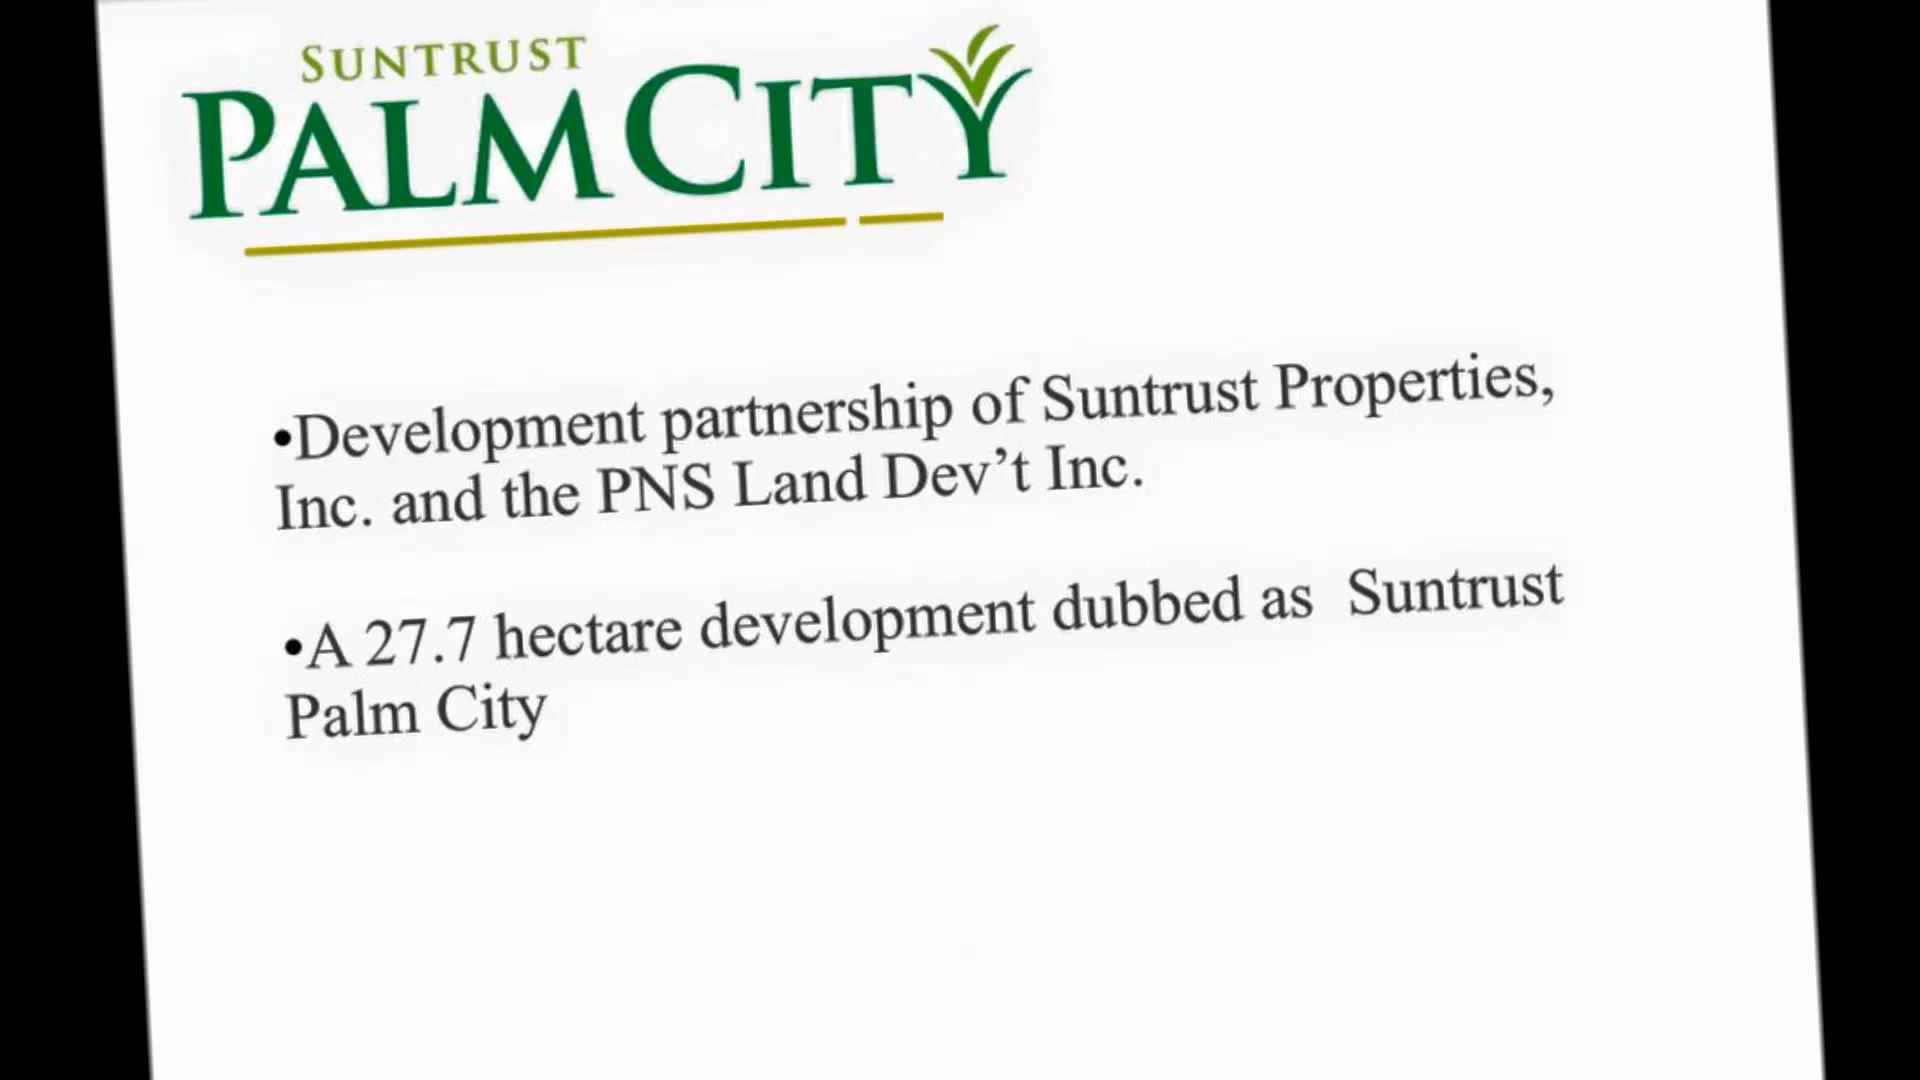 SUNTRUST
PALM CITY
•Development partnership of Suntrust Properties,
Inc. and the PNS Land Dev’t Inc.
•A 27.7 hectare development dubbed as  Suntrust
Palm City